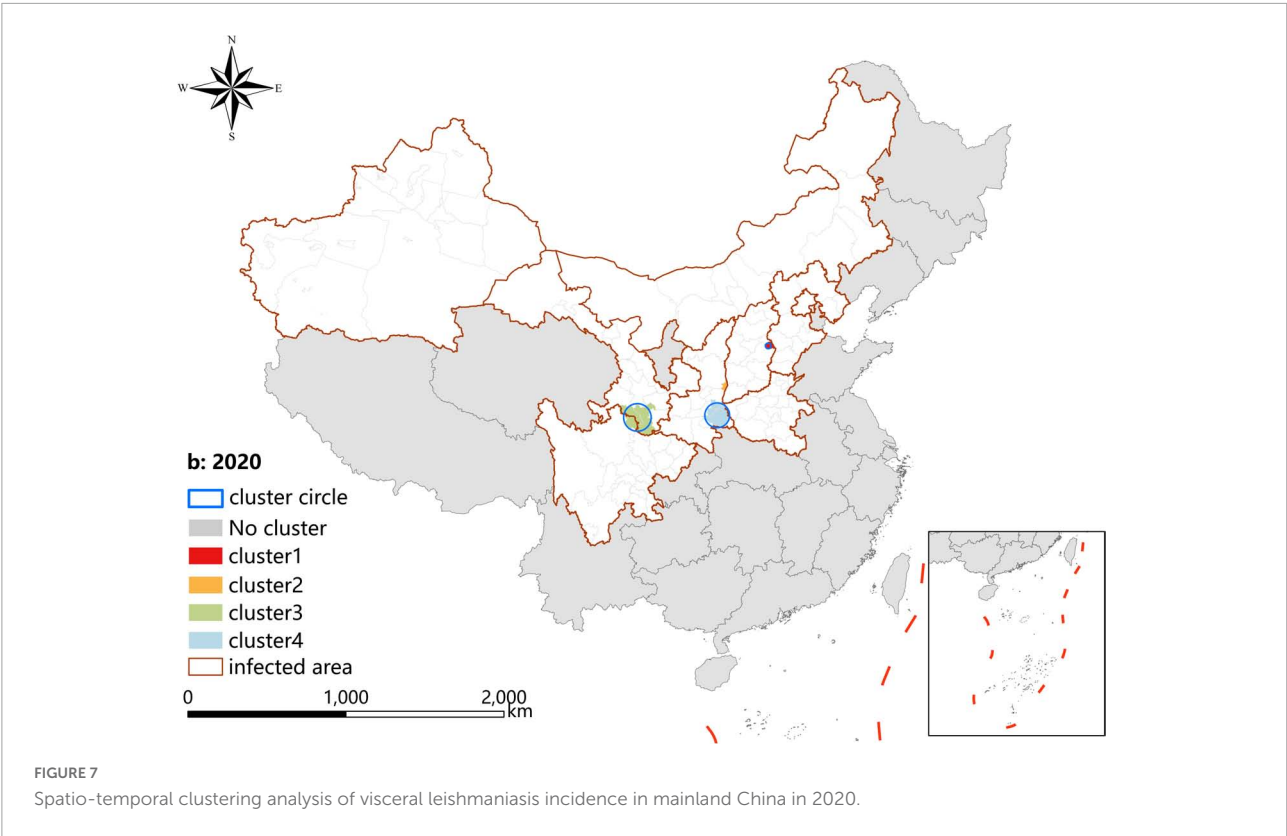 N
W
E
S
b: 2020
cluster circle
No cluster
cluster1
cluster2
cluster3
cluster4
infected area
0 1,000 2,000
km
FIGURE 7
Spatio-temporal clustering analysis of visceral leishmaniasis incidence in mainland China in 2020.